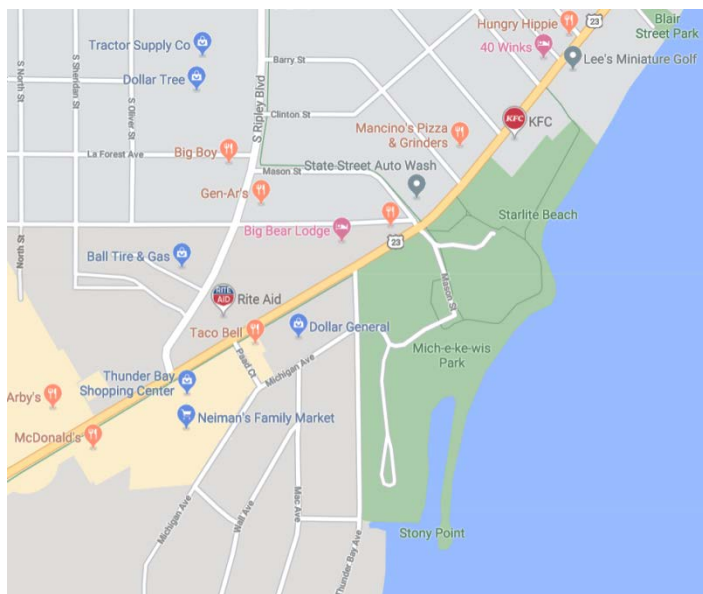 Blair
Street Park
Hungry Hippie
23
40 Winks
Lee's Miniature Golf
Tractor Supply Co
Dollar Tree
Barry St
S North St
S Sheridan St
S Oliver St
S Ripley Blvd
Clinton St
KFC
KFC
Mancino's Pizza
& Grinders
La Forest Ave
Big Boy
Mason St
State Street Auto Wash
Gen-Ar's
Starlite Beach
Big Bear Lodge
23
North St
Ball Tire & Gas
Mason St
RITE
AID
Rite Aid
Taco Bell
Dollar General
Paad Ct
Michigan Ave
Mich-e-ke-wis
Park
Thunder Bay
Shopping Center
Arby's
Neiman's Family Market
McDonald's
Michigan Ave
Wall Ave
Mac Ave
Thunder Bay Ave
Stony Point